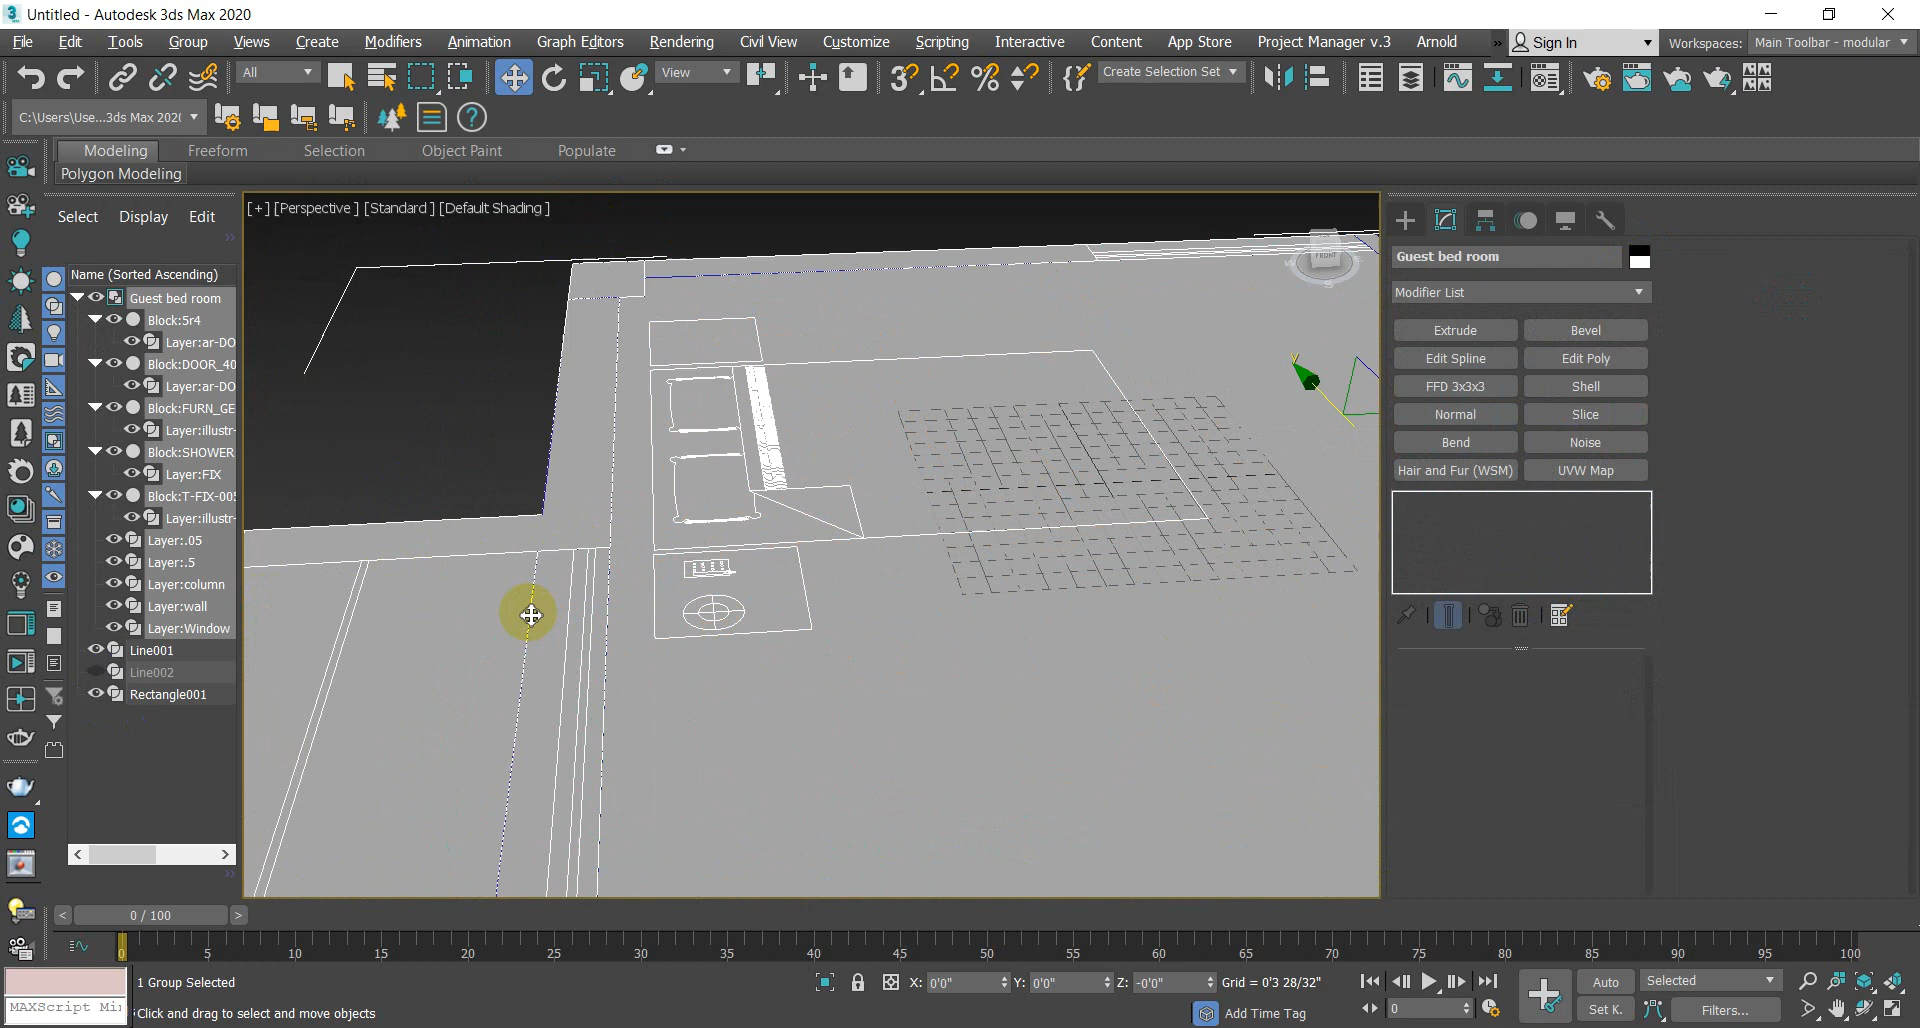 Untitled - Autodesk 3ds Max 2020
File Edit Tools Group Views Create Modifiers Animation Graph Editors Rendering Civil View Customize Scripting Interactive Content App Store Project Manager v.3 Arnold » Sign In Workspaces: Main Toolbar - modular
All View Create Selection Set
C:\Users\Use...3ds Max 202(
Modeling Freeform Selection Object Paint Populate
Polygon Modeling
Select Display Edit
[+] [Perspective ] [Standard ] [Default Shading ]
FRONT
Guest bed room
Modifier List
Name (Sorted Ascending)
Guest bed room
Block:5r4
Layer:ar-DO
Block:DOOR_40
Layer:ar-DO
Block:FURN_GE
Layer:illustr-
Block:SHOWER
Layer:FIX
Block:T-FIX-005
Layer:illustr-
Layer:.05
Layer:.5
Layer:column
Layer:wall
Layer:Window
Line001
Line002
Rectangle001
Extrude Bevel
Edit Spline Edit Poly
FFD 3x3x3 Shell
Normal Slice
Bend Noise
Hair and Fur (WSM) UVW Map
< 0 / 100 >
0 5 10 15 20 25 30 35 40 45 50 55 60 65 70 75 80 85 90 95 100
1 Group Selected X: 0'0" Y: 0'0" Z: -0'0" Grid = 0'3 28/32" Auto Selected
MAXScript Mi Click and drag to select and move objects Add Time Tag 0 Set K. Filters...